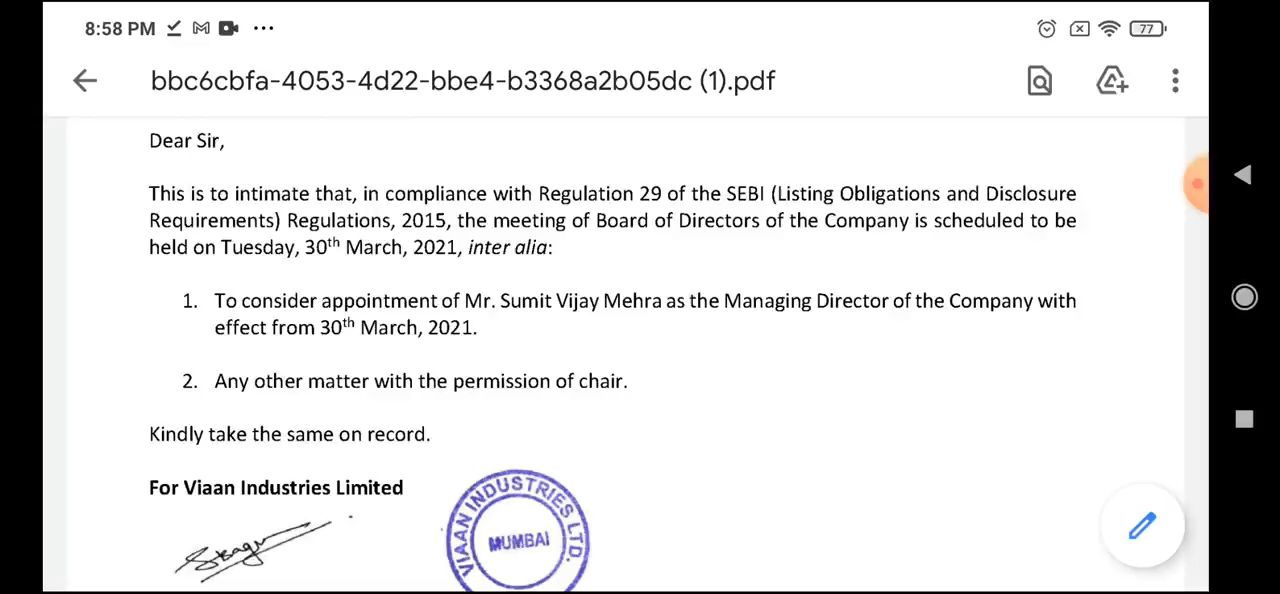 8:58 PM
77
bbc6cbfa-4053-4d22-bbe4-b3368a2b05dc (1).pdf
Dear Sir,
This is to intimate that, in compliance with Regulation 29 of the SEBI (Listing Obligations and Disclosure
Requirements) Regulations, 2015, the meeting of Board of Directors of the Company is scheduled to be
held on Tuesday, 30th March, 2021, inter alia:
1. To consider appointment of Mr. Sumit Vijay Mehra as the Managing Director of the Company with
effect from 30th March, 2021.
2. Any other matter with the permission of chair.
Kindly take the same on record.
For Viaan Industries Limited
VIAAN INDUSTRIES LTD.
MUMBAI